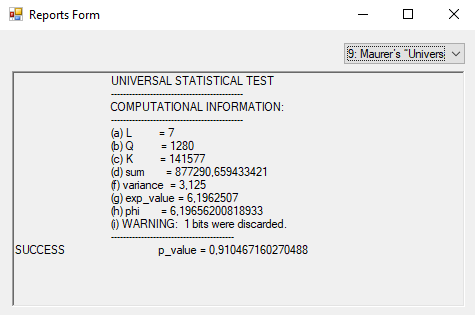 Reports Form
9: Maurer's "Univers
UNIVERSAL STATISTICAL TEST
--------------------------------------------
COMPUTATIONAL INFORMATION:
--------------------------------------------
(a) L = 7
(b) Q = 1280
(c) K = 141577
(d) sum = 877290,659433421
(f) variance = 3,125
(g) exp_value = 6,1962507
(h) phi = 6,19656200818933
(i) WARNING: 1 bits were discarded.
-----------------------------------------
SUCCESS p_value = 0,910467160270488